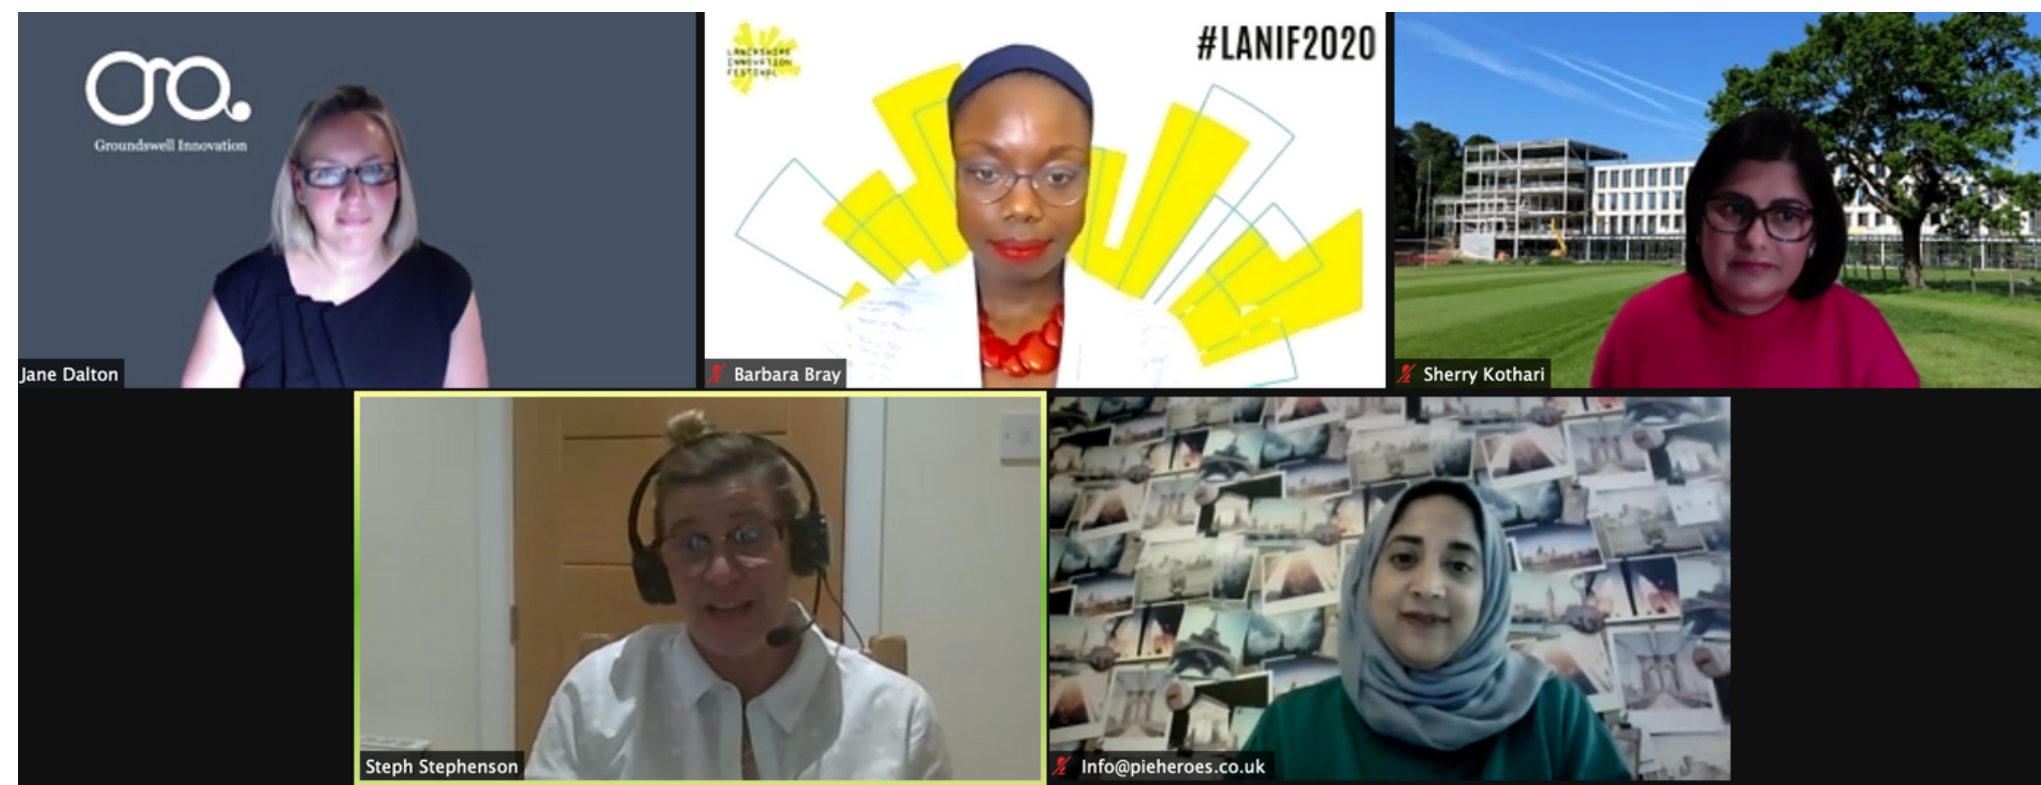 Groundswell Innovation
Jane Dalton
LANCASHIRE
INNOVATION
FESTIVAL
#LANIF2020
Barbara Bray
Sherry Kothari
Steph Stephenson
Info@pieheroes.co.uk